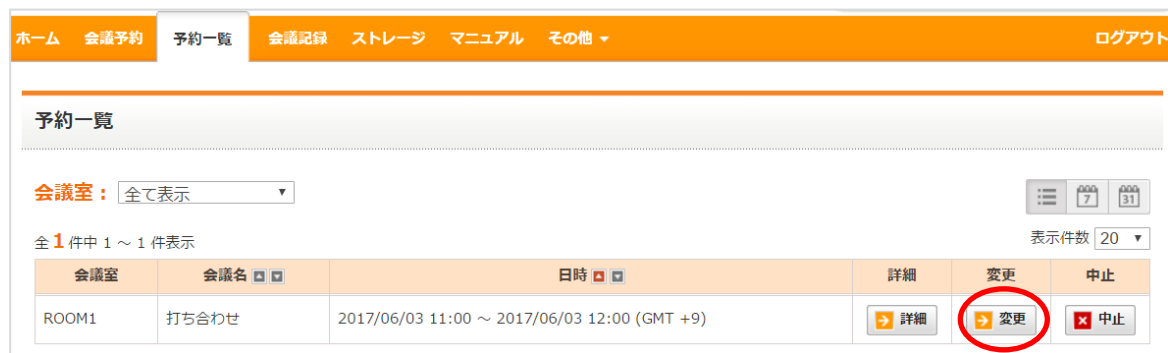 ホーム 会議予約 予約一覧 会議記録 ストレージ マニュアル その他 ログアウト
予約一覧
会議室： 全て表示
7 31
全 1 件中 1 ～ 1 件表示 表示件数 20
会議室 会議名 日時 詳細 変更 中止
ROOM1 打ち合わせ 2017/06/03 11:00 ～ 2017/06/03 12:00 (GMT +9) 詳細 変更 中止